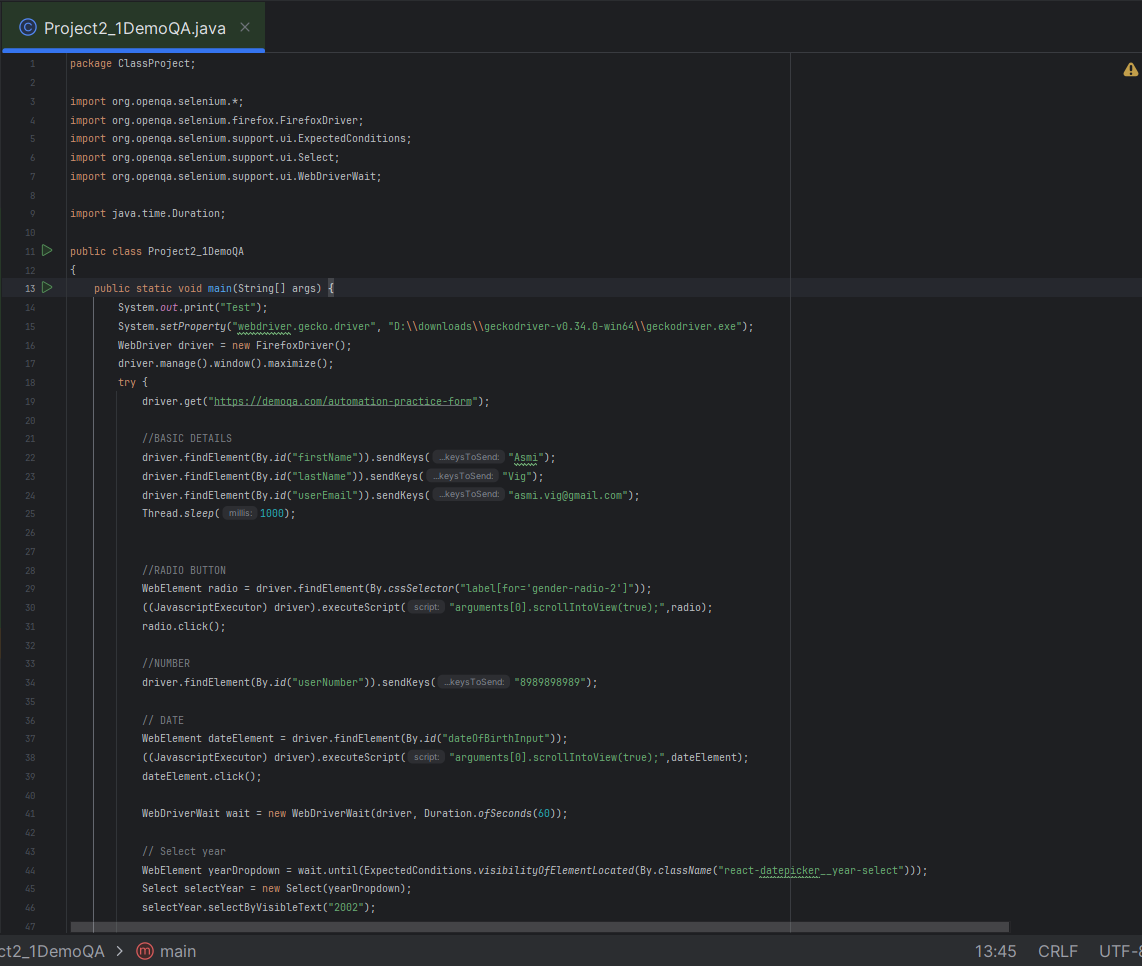 Project2_1DemoQA.java
1 package ClassProject;
2
3 import org.openqa.selenium.*;
4 import org.openqa.selenium.firefox.FirefoxDriver;
5 import org.openqa.selenium.support.ui.ExpectedConditions;
6 import org.openqa.selenium.support.ui.Select;
7 import org.openqa.selenium.support.ui.WebDriverWait;
8
9 import java.time.Duration;
10
11 public class Project2_1DemoQA
12 {
13 public static void main(String[] args) {
14 System.out.print("Test");
15 System.setProperty("webdriver.gecko.driver", "D:\\downloads\\geckodriver-v0.34.0-win64\\geckodriver.exe");
16 WebDriver driver = new FirefoxDriver();
17 driver.manage().window().maximize();
18 try {
19 driver.get("https://demoqa.com/automation-practice-form");
20
21 //BASIC DETAILS
22 driver.findElement(By.id("firstName")).sendKeys( …keysToSend: "Asmi");
23 driver.findElement(By.id("lastName")).sendKeys( …keysToSend: "Vig");
24 driver.findElement(By.id("userEmail")).sendKeys( …keysToSend: "asmi.vig@gmail.com");
25 Thread.sleep( millis: 1000);
26
27
28 //RADIO BUTTON
29 WebElement radio = driver.findElement(By.cssSelector("label[for='gender-radio-2']"));
30 ((JavascriptExecutor) driver).executeScript( script: "arguments[0].scrollIntoView(true);",radio);
31 radio.click();
32
33 //NUMBER
34 driver.findElement(By.id("userNumber")).sendKeys( …keysToSend: "8989898989");
35
36 // DATE
37 WebElement dateElement = driver.findElement(By.id("dateOfBirthInput"));
38 ((JavascriptExecutor) driver).executeScript( script: "arguments[0].scrollIntoView(true);",dateElement);
39 dateElement.click();
40
41 WebDriverWait wait = new WebDriverWait(driver, Duration.ofSeconds(60));
42
43 // Select year
44 WebElement yearDropdown = wait.until(ExpectedConditions.visibilityOfElementLocated(By.className("react-datepicker__year-select")));
45 Select selectYear = new Select(yearDropdown);
46 selectYear.selectByVisibleText("2002");
47
ct2_1DemoQA > main 13:45 CRLF UTF-8